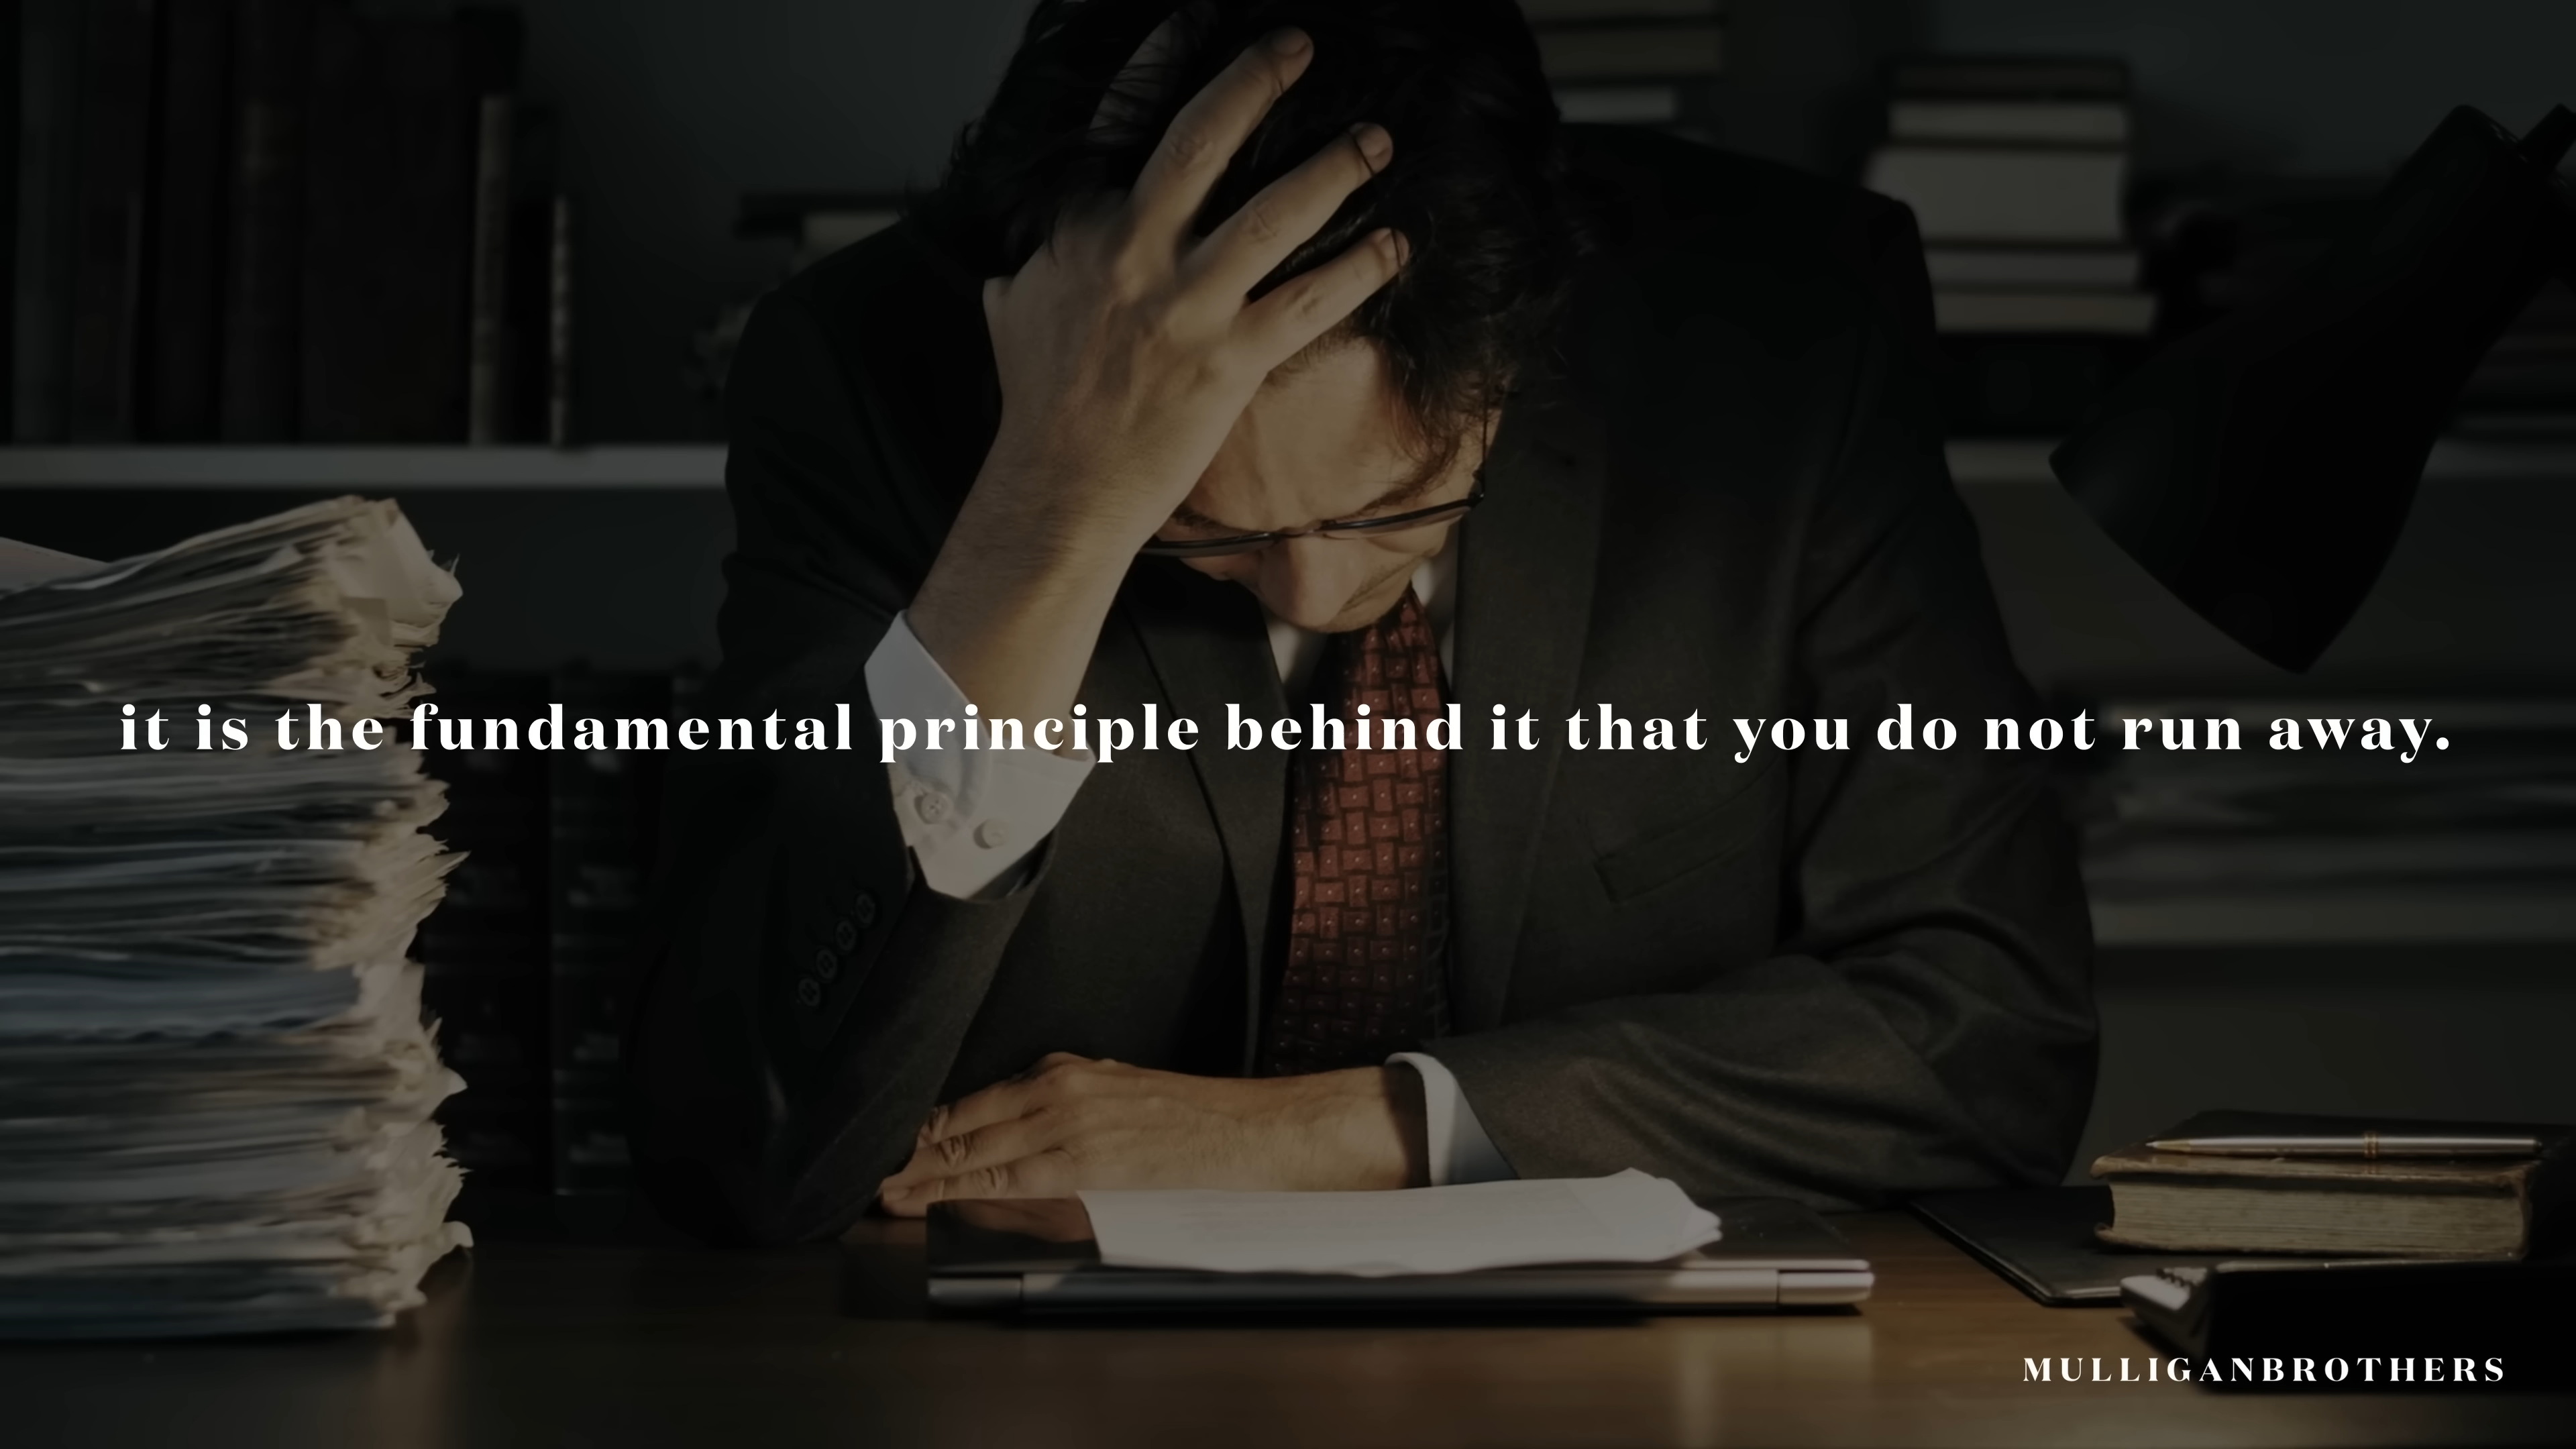 it is the fundamental principle behind it that you do not run away.
MULLIGANBROTHERS